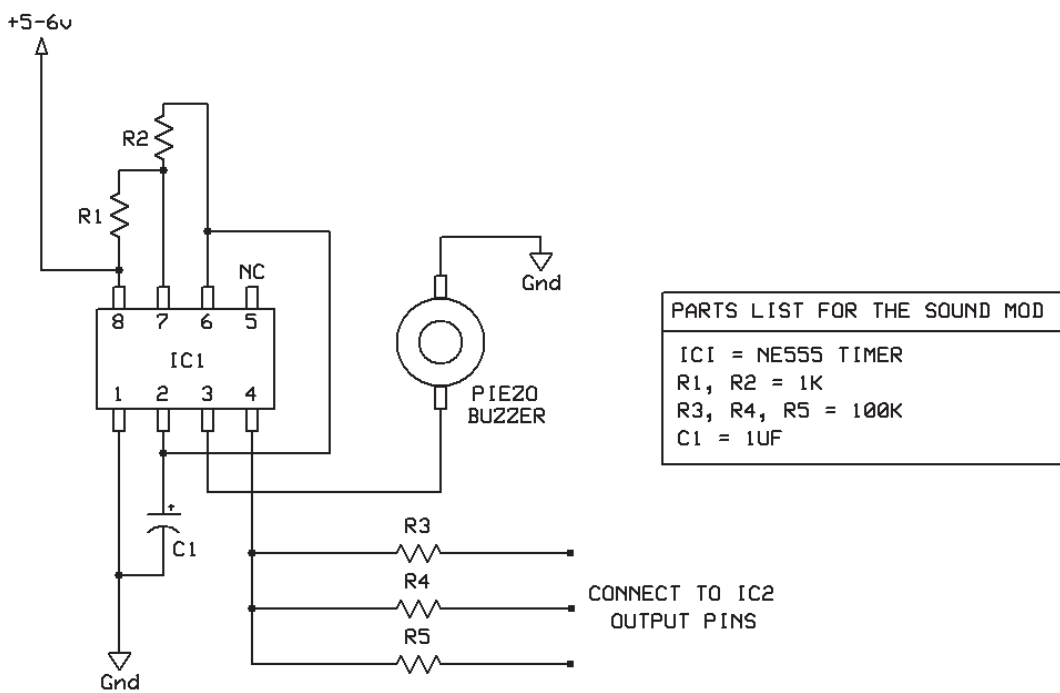 +5-6v
R2
R1
NC
8 7 6 5
IC1
1 2 3 4
Gnd
PIEZO
BUZZER
C1
+
Gnd
R3
R4
R5
CONNECT TO IC2
OUTPUT PINS
PARTS LIST FOR THE SOUND MOD
ICI = NE555 TIMER
R1, R2 = 1K
R3, R4, R5 = 100K
C1 = 1UF